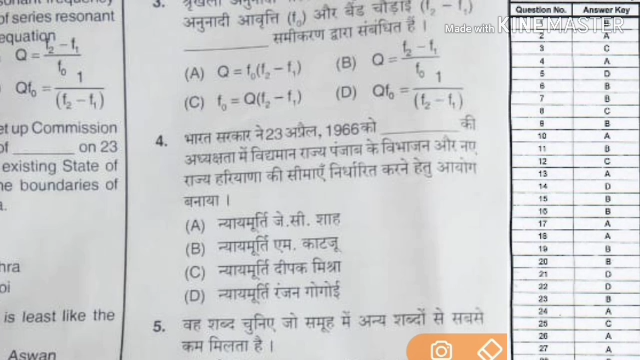 of series resonant
equation
Q = f₂ − f₁ / f₀
Qf₀ = 1 / (f₂ − f₁)
et up Commission
of ______ on 23
existing State of
he boundaries of
a.
hra
is least like the
Aswan
3.
अनुनादी आवृत्ति (f₀) और बैंड चौड़ाई (f₂ − f₁)
______ समीकरण द्वारा संबंधित हैं ।
(A) Q = f₀(f₂ − f₁) (B) Q = f₂ − f₁ / f₀
(C) f₀ = Q(f₂ − f₁) (D) Qf₀ = 1 / (f₂ − f₁)
4. भारत सरकार ने 23 अप्रैल, 1966 को ______ की
अध्यक्षता में विद्यमान राज्य पंजाब के विभाजन और नए
राज्य हरियाणा की सीमाएँ निर्धारित करने हेतु आयोग
बनाया ।
(A) न्यायमूर्ति जे.सी. शाह
(B) न्यायमूर्ति एम. काटजू
(C) न्यायमूर्ति दीपक मिश्रा
(D) न्यायमूर्ति रंजन गोगोई
5. वह शब्द चुनिए जो समूह में अन्य शब्दों से सबसे
कम मिलता है ।
Made with KINEMASTER
Question No. Answer Key
2 A
3 C
4 A
5 D
6 B
7 B
8 C
9 B
10 A
11 B
12 C
13 A
14 D
15 B
16 B
17 A
18 A
19 B
20 B
21 D
22 D
23 B
24 A
25 C
26 A
27 A